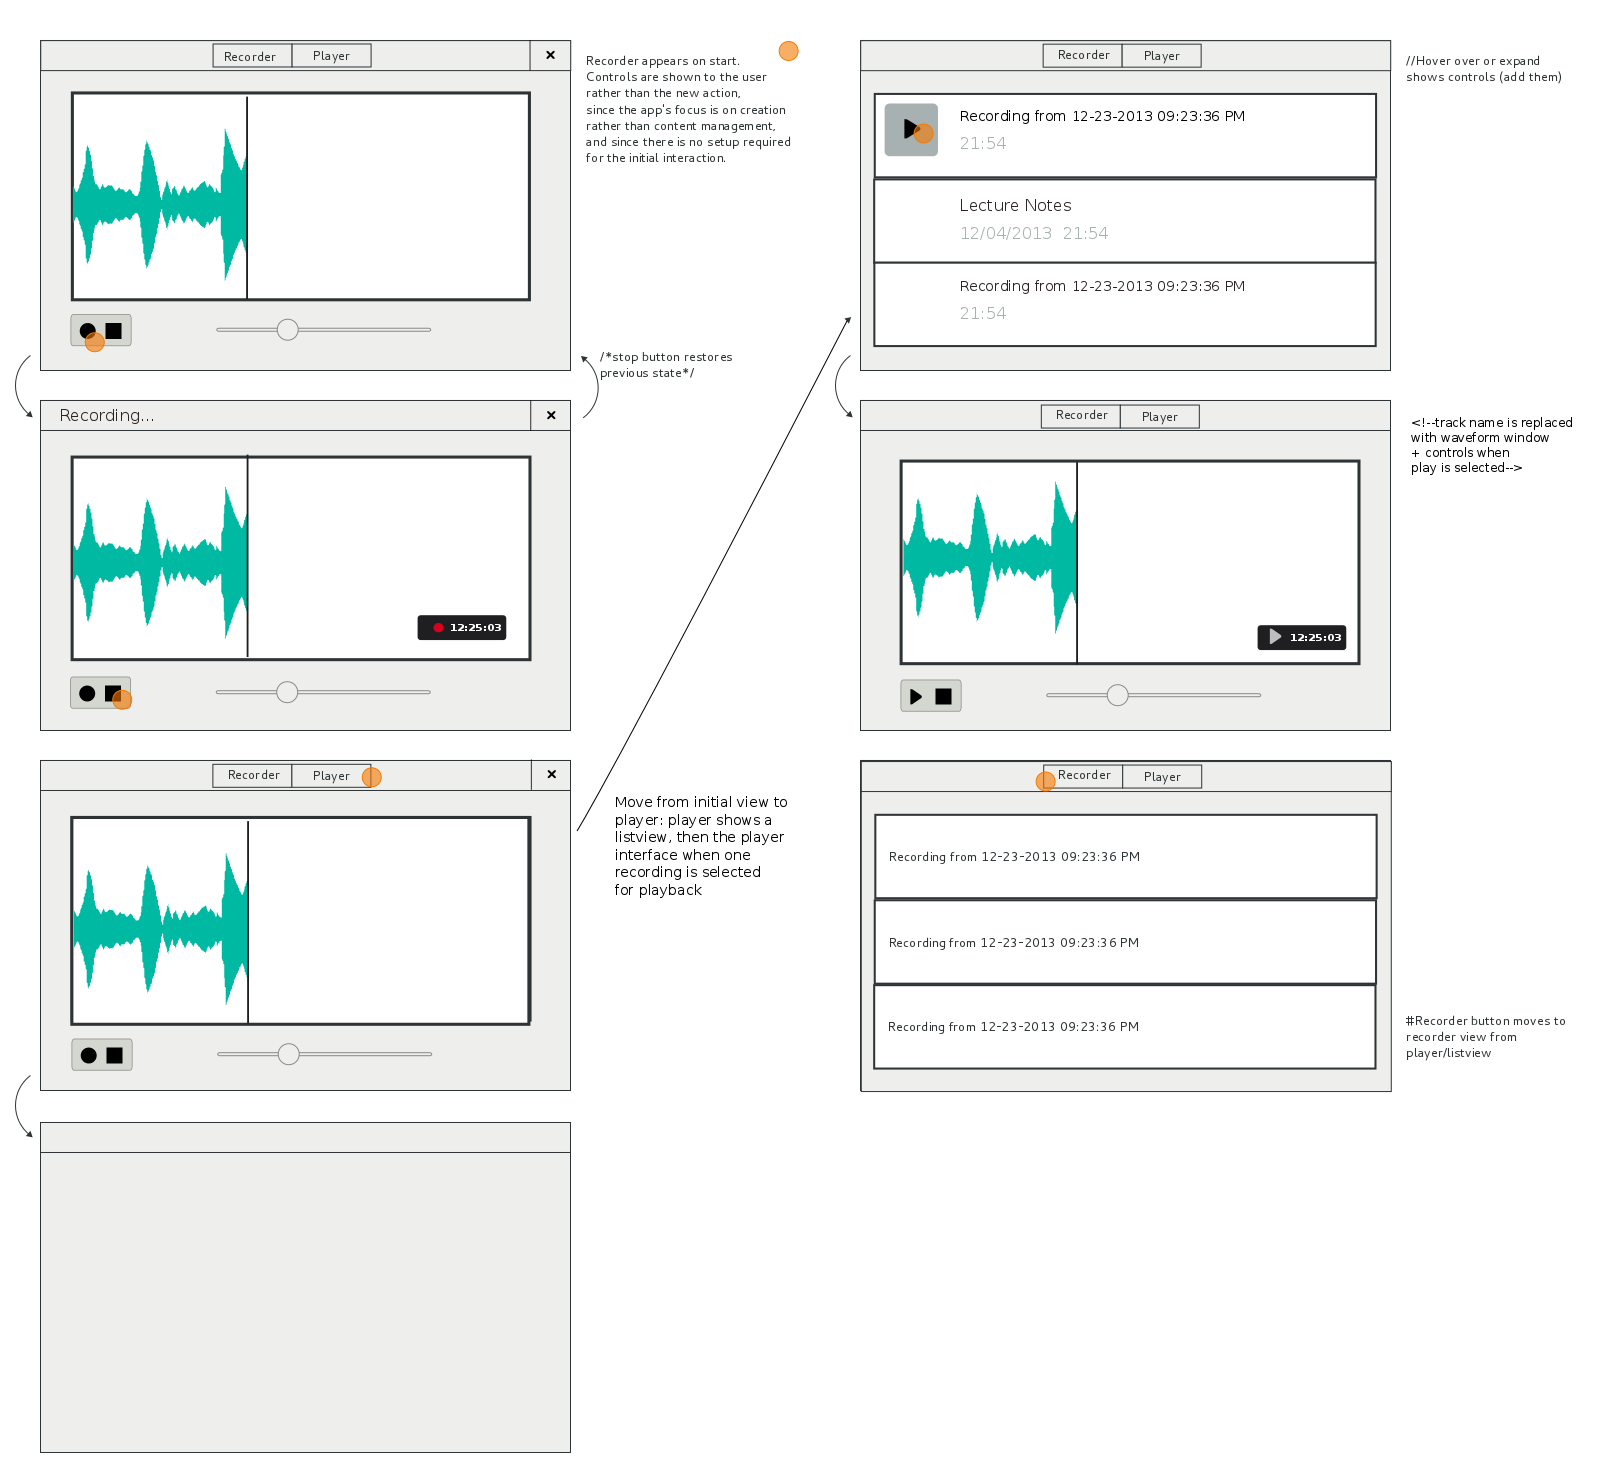 Recorder
Player
×
Recorder appears on start.
Controls are shown to the user
rather than the new action,
since the app's focus is on creation
rather than content management,
and since there is no setup required
for the initial interaction.
/*stop button restores
previous state*/
Recording...
×
12:25:03
Recorder
Player
×
Move from initial view to
player: player shows a
listview, then the player
interface when one
recording is selected
for playback
Recorder
Player
//Hover over or expand
shows controls (add them)
Recording from 12-23-2013 09:23:36 PM
21:54
Lecture Notes
12/04/2013 21:54
Recording from 12-23-2013 09:23:36 PM
21:54
Recorder
Player
<!--track name is replaced
with waveform window
+ controls when
play is selected-->
12:25:03
Recorder
Player
Recording from 12-23-2013 09:23:36 PM
Recording from 12-23-2013 09:23:36 PM
Recording from 12-23-2013 09:23:36 PM
#Recorder button moves to
recorder view from
player/listview